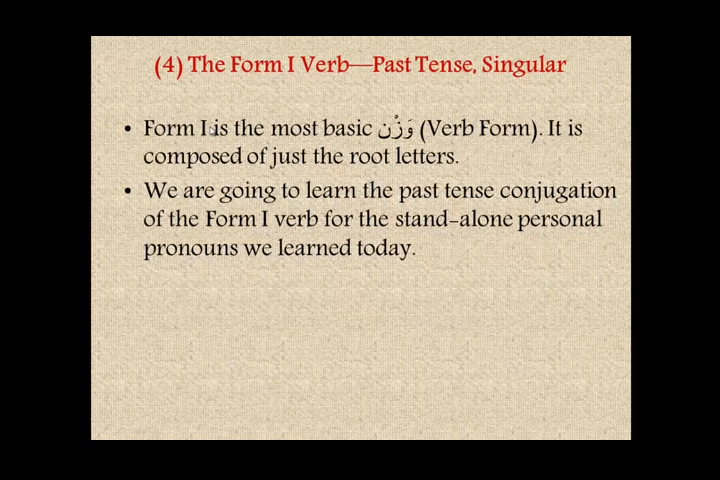 (4) The Form I Verb—Past Tense, Singular
• Form I is the most basic وَزْن (Verb Form). It is
composed of just the root letters.
• We are going to learn the past tense conjugation
of the Form I verb for the stand-alone personal
pronouns we learned today.